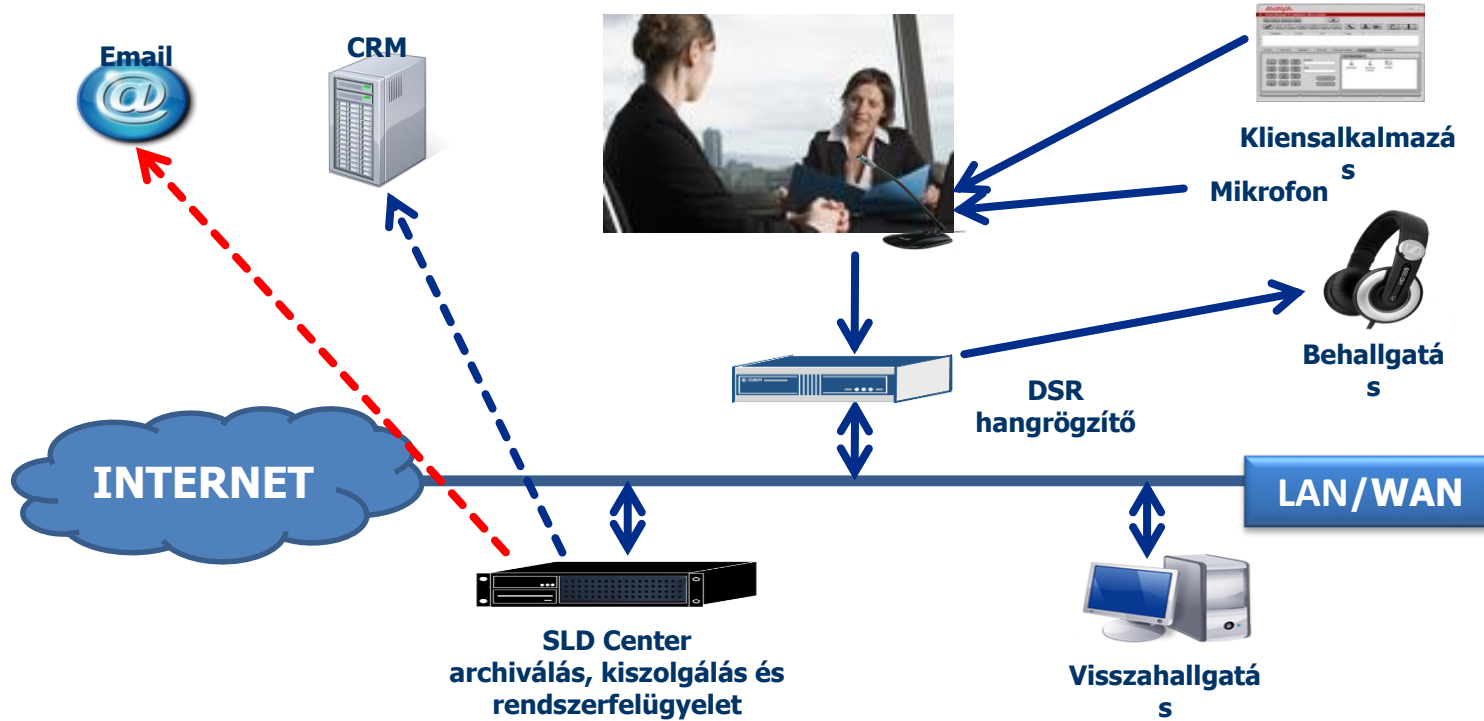 Email
CRM
Kliensalkalmazá
s
Mikrofon
Behallgatá
s
DSR
hangrögzítő
INTERNET
LAN/WAN
SLD Center
archiválás, kiszolgálás és
rendszerfelügyelet
Visszahallgatá
s